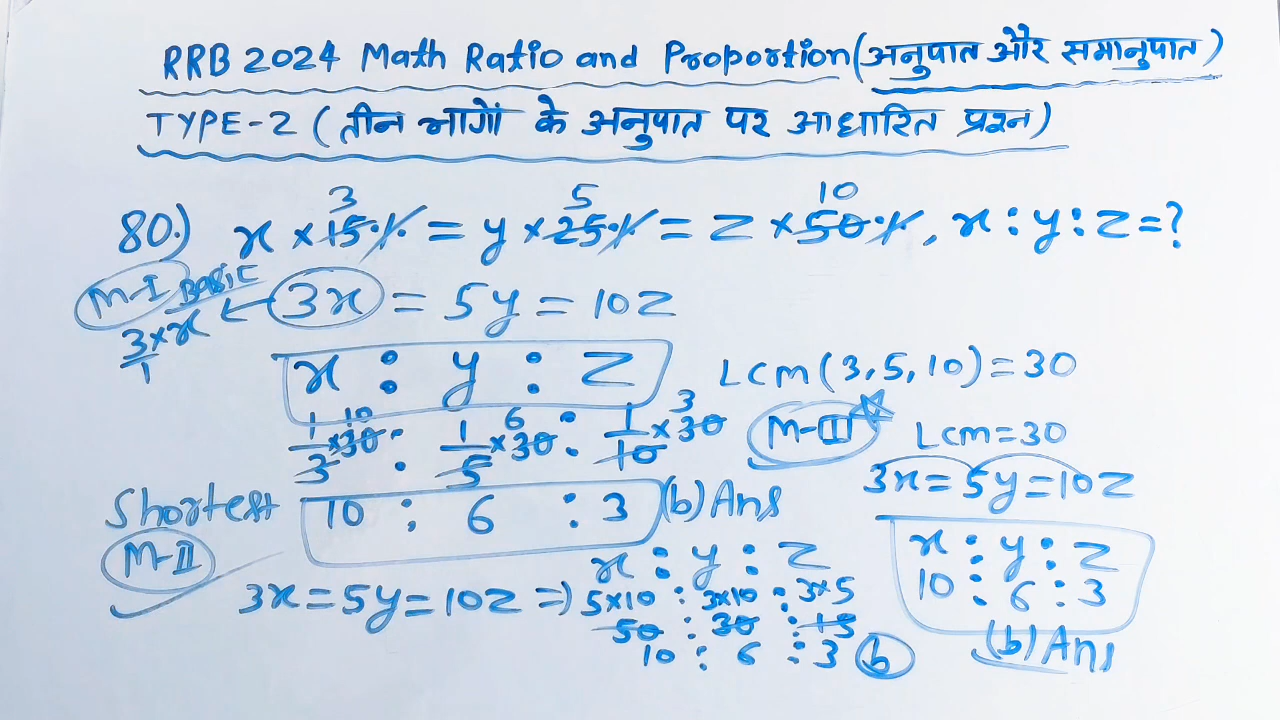 RRB 2024 Math Ratio and Proportion (अनुपात और समानुपात)
TYPE-2 (तीन भागों के अनुपात पर आधारित प्रश्न)
3 5 10
80.) x × 15% = y × 25% = z × 50%, x : y : z = ?
M-I BASIC
3x = 5y = 10z
3/1 × x
x : y : z
LCM (3, 5, 10) = 30
10 6 3
1/3 × 30 : 1/5 × 30 : 1/10 × 30
10 : 6 : 3 (b) Ans
Shortest
M-II
3x = 5y = 10z ⇒
x : y : z
5×10 : 3×10 : 3×5
50 : 30 : 15
10 : 6 : 3 (b)
M-III
LCM = 30
3x = 5y = 10z
x : y : z
10 : 6 : 3
(b) Ans